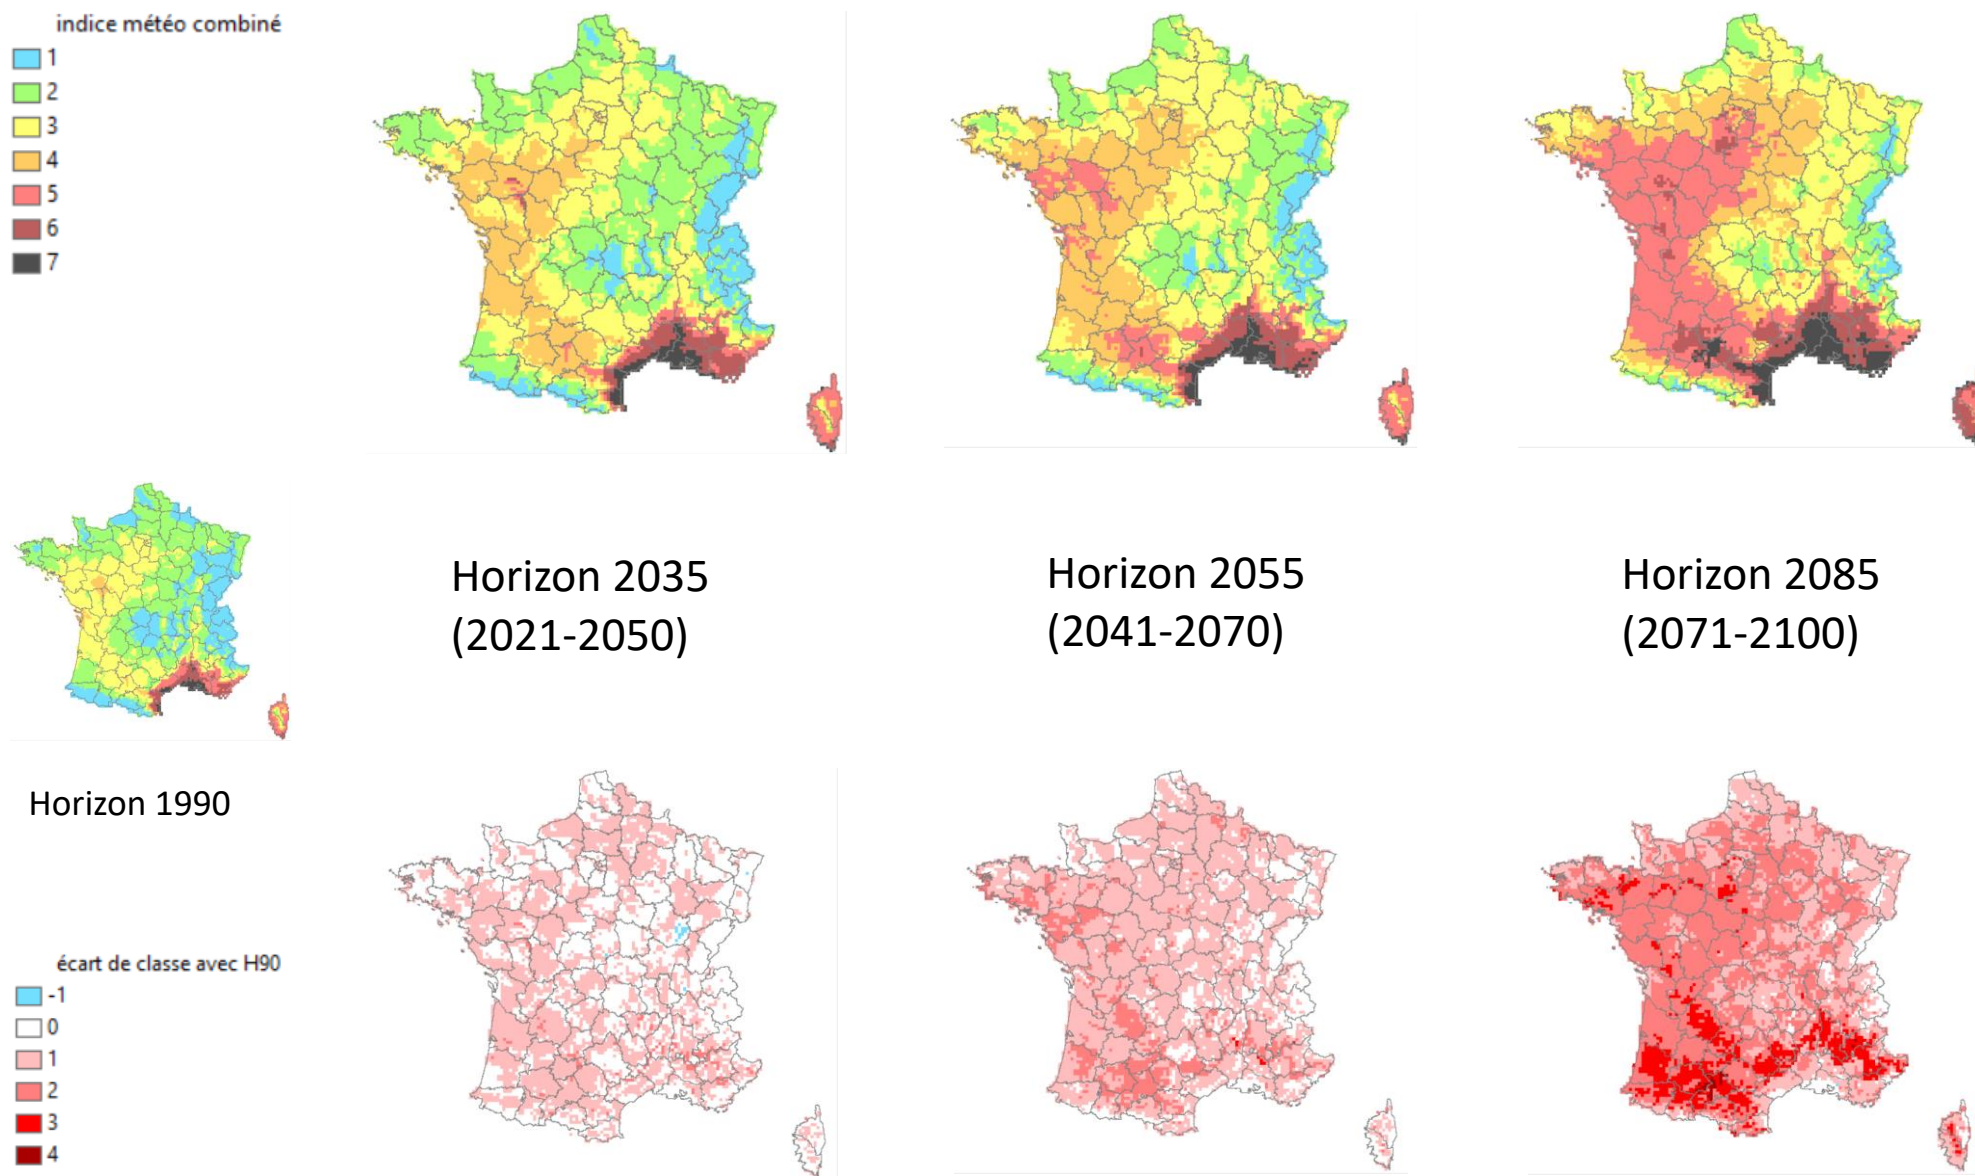 indice météo combiné
1
2
3
4
5
6
7
Horizon 2035
(2021-2050)
Horizon 2055
(2041-2070)
Horizon 2085
(2071-2100)
Horizon 1990
écart de classe avec H90
-1
0
1
2
3
4